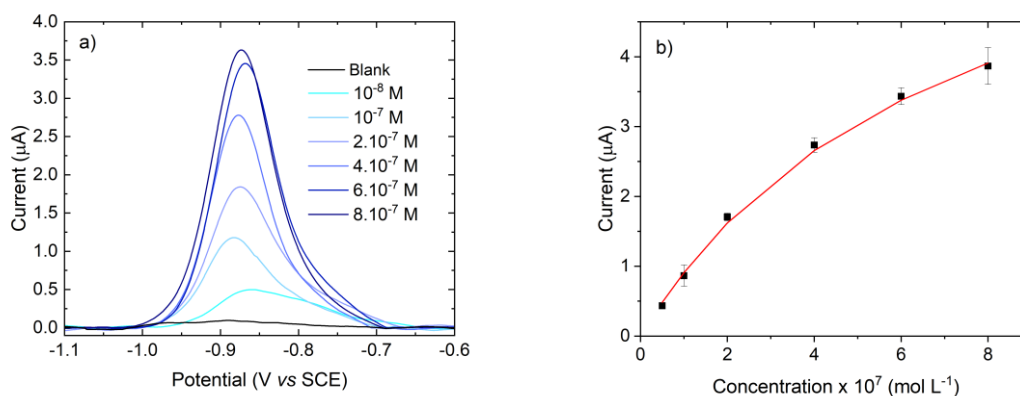 a)
Current (μA)
4.0
3.5
3.0
2.5
2.0
1.5
1.0
0.5
0.0
Blank
10⁻⁸ M
10⁻⁷ M
2.10⁻⁷ M
4.10⁻⁷ M
6.10⁻⁷ M
8.10⁻⁷ M
-1.1 -1.0 -0.9 -0.8 -0.7 -0.6
Potential (V vs SCE)
b)
Current (μA)
4
3
2
1
0
0 2 4 6 8
Concentration x 10⁷ (mol L⁻¹)